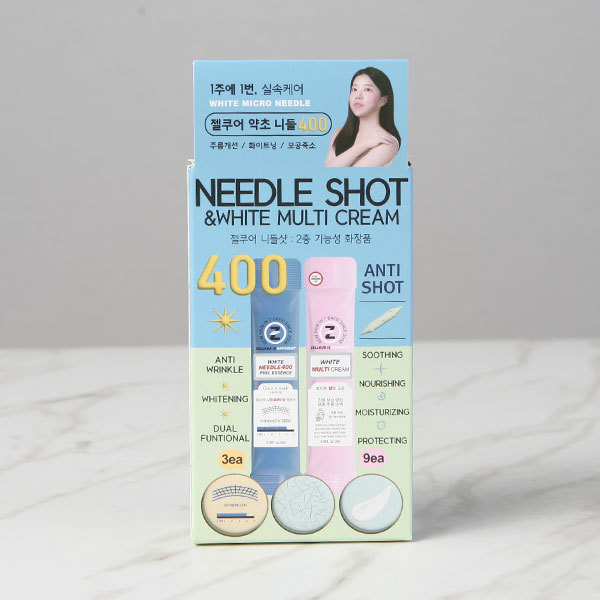 1주에 1번, 실속케어
WHITE MICRO NEEDLE
젤쿠어 약초 니들400
주름개선 / 화이트닝 / 모공축소
NEEDLE SHOT
&WHITE MULTI CREAM
젤쿠어 니들샷 : 2중 기능성 화장품
400
ANTI
SHOT
ANTI
WRINKLE
WHITENING
DUAL
FUNTIONAL
3ea
Z
WHITE
NEEDLE·400
PEEL ESSENCE
STRENGTH
Z
WHITE
MULTI CREAM
SOOTHING
NOURISHING
MOISTURIZING
PROTECTING
9ea
STRENGTH